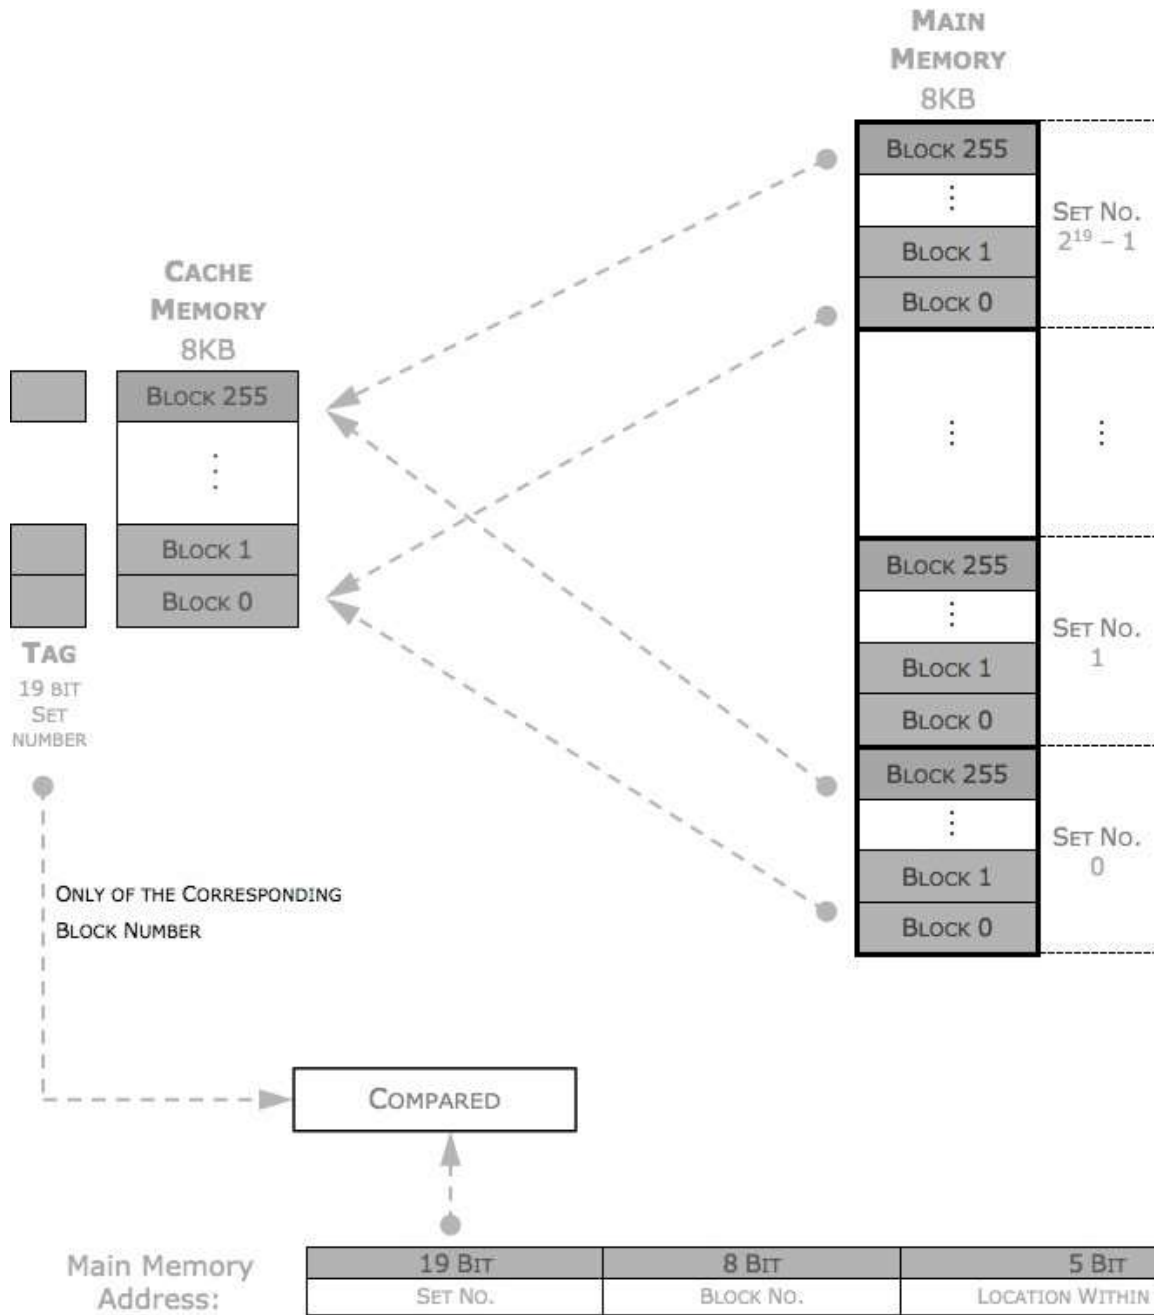 MAIN
MEMORY
8KB
BLOCK 255
⋮
BLOCK 1
BLOCK 0
SET NO.
2¹⁹ – 1
⋮
⋮
BLOCK 255
⋮
BLOCK 1
BLOCK 0
SET NO.
1
BLOCK 255
⋮
BLOCK 1
BLOCK 0
SET NO.
0
CACHE
MEMORY
8KB
BLOCK 255
⋮
BLOCK 1
BLOCK 0
TAG
19 BIT
SET
NUMBER
ONLY OF THE CORRESPONDING
BLOCK NUMBER
COMPARED
Main Memory
Address:
19 BIT 8 BIT 5 BIT
SET NO. BLOCK NO. LOCATION WITHIN